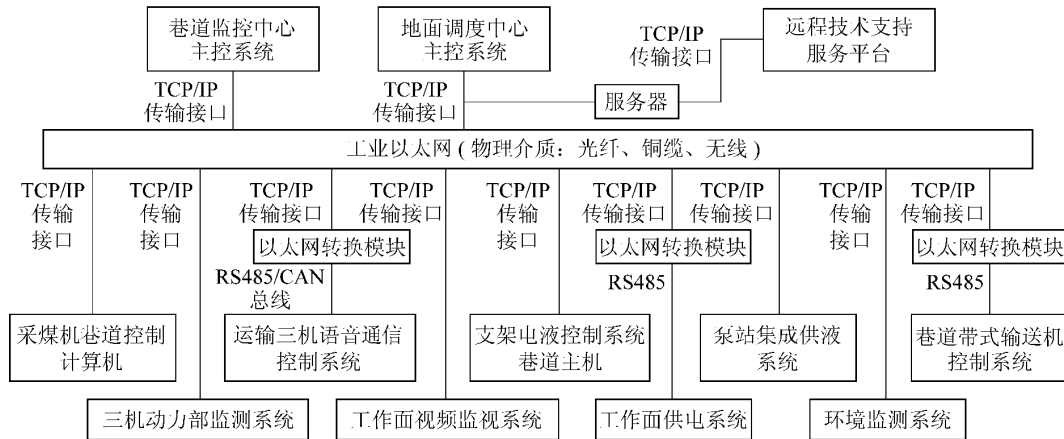 巷道监控中心
主控系统
地面调度中心
主控系统
TCP/IP
传输接口
远程技术支持
服务平台
TCP/IP
传输接口
TCP/IP
传输接口
服务器
工业以太网(物理介质：光纤、铜缆、无线)
TCP/IP
传输
接口
TCP/IP
传输
接口
TCP/IP
传输接口
TCP/IP
传输接口
TCP/IP
传输
接口
TCP/IP
传输接口
TCP/IP
传输接口
TCP/IP
传输
接口
TCP/IP
传输接口
以太网转换模块
以太网转换模块
以太网转换模块
RS485/CAN
总线
RS485
RS485
采煤机巷道控制
计算机
运输三机语音通信
控制系统
支架电液控制系统
巷道主机
泵站集成供液
系统
巷道带式输送机
控制系统
三机动力部监测系统
工作面视频监视系统
工作面供电系统
环境监测系统